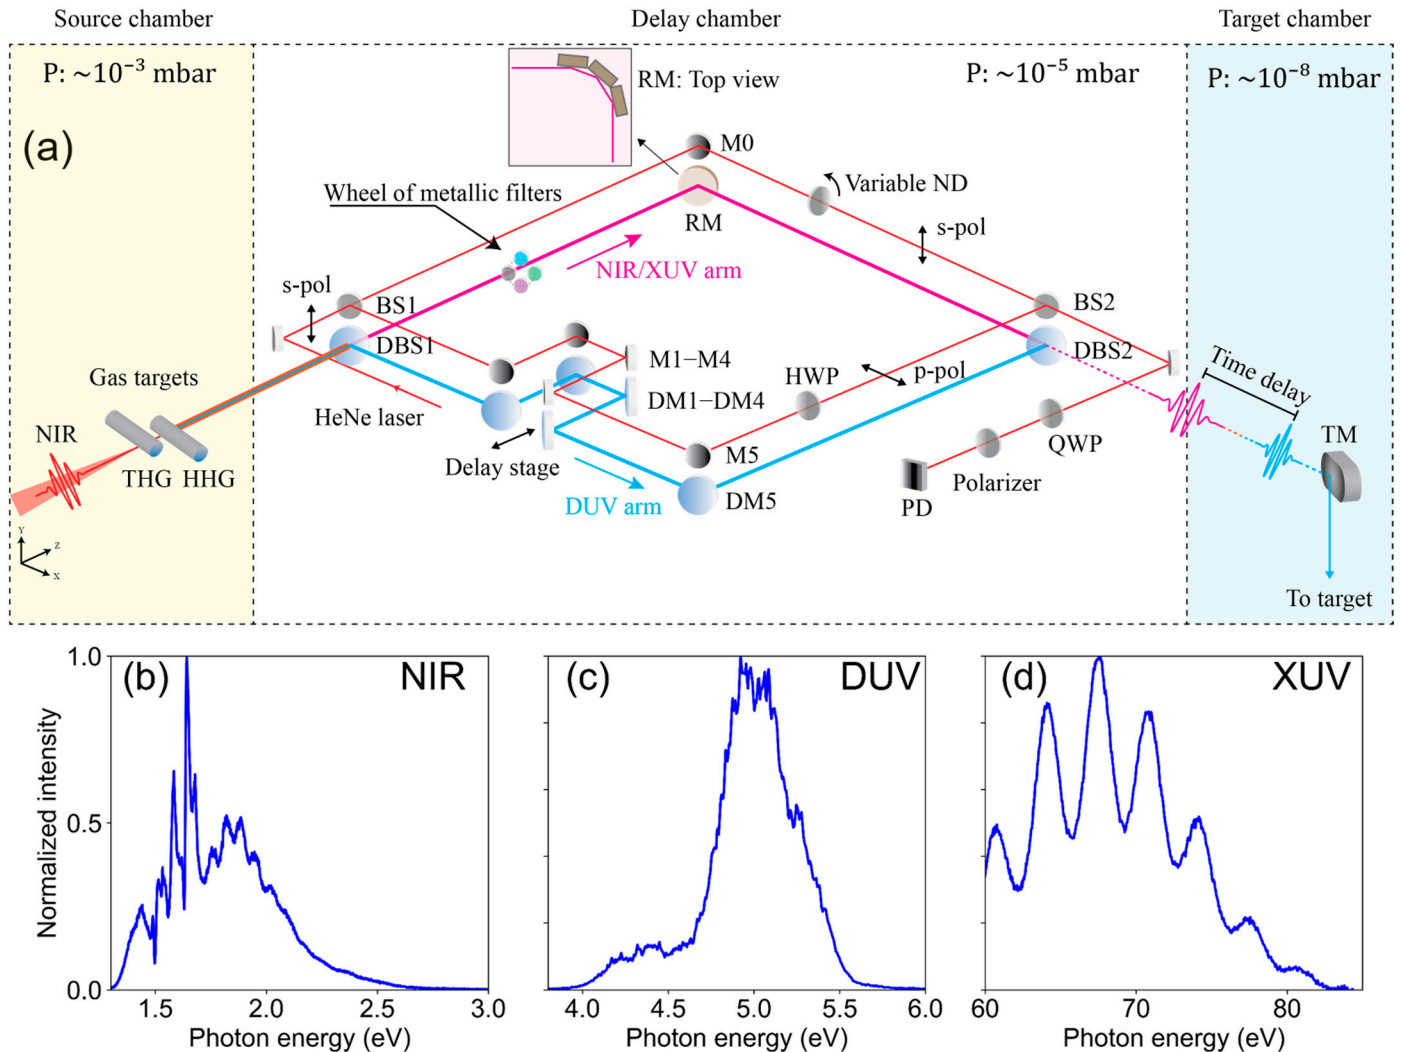 Source chamber
Delay chamber
Target chamber
P: ~10⁻³ mbar
P: ~10⁻⁵ mbar
P: ~10⁻⁸ mbar
(a)
RM: Top view
M0
Wheel of metallic filters
Variable ND
RM
s-pol
NIR/XUV arm
s-pol
BS1
BS2
DBS1
DBS2
M1–M4
Time delay
Gas targets
HWP
p-pol
DM1–DM4
HeNe laser
NIR
QWP
TM
M5
THG HHG
Delay stage
Polarizer
DUV arm
DM5
PD
Y
Z
X
To target
(b)
NIR
(c)
DUV
(d)
XUV
Normalized intensity
1.0
0.5
0.0
1.5 2.0 2.5 3.0
4.0 4.5 5.0 5.5 6.0
60 70 80
Photon energy (eV)
Photon energy (eV)
Photon energy (eV)